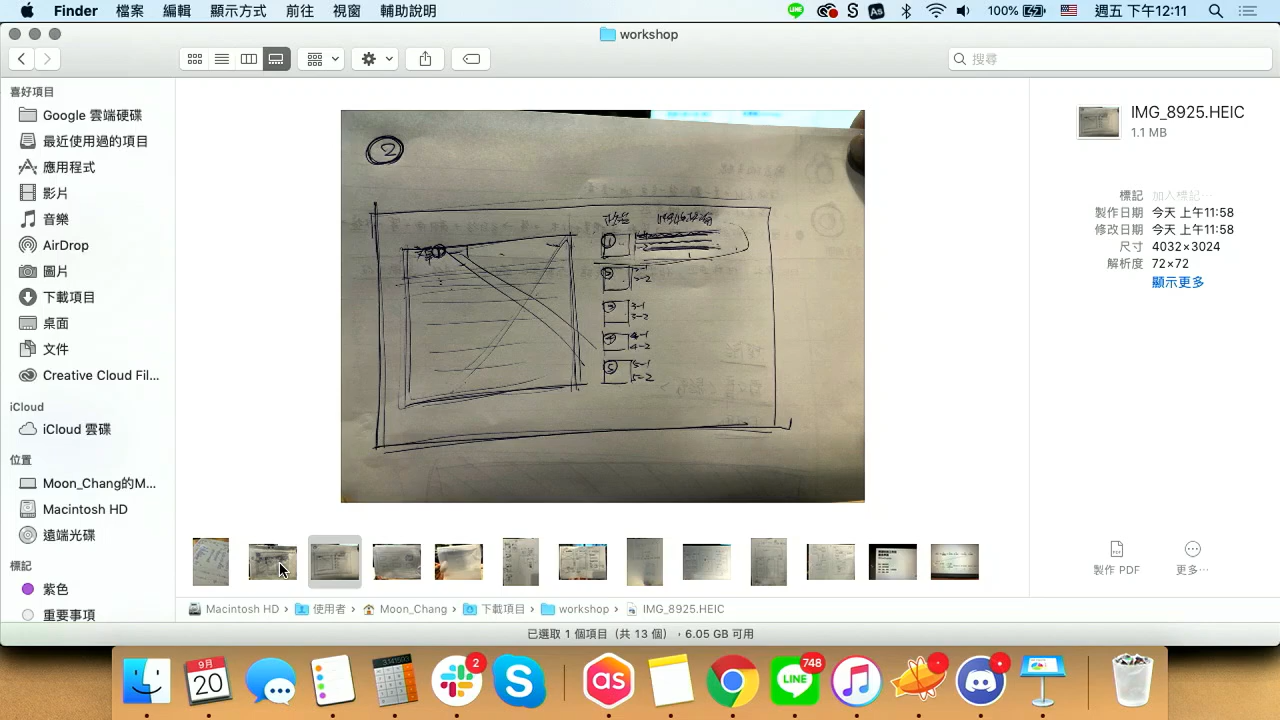 Finder 檔案 編輯 顯示方式 前往 視窗 輔助說明 100% 週五 下午12:11
workshop
搜尋
喜好項目
Google 雲端硬碟
最近使用過的項目
應用程式
影片
音樂
AirDrop
圖片
下載項目
桌面
文件
Creative Cloud Fil...
iCloud
iCloud 雲碟
位置
Moon_Chang的M...
Macintosh HD
遠端光碟
標記
紫色
重要事項
2
1
2
2-2
3
3-1
3-2
4
4-1
4-2
5
5-1
5-2
IMG_8925.HEIC
1.1 MB
標記 加入標記…
製作日期 今天 上午11:58
修改日期 今天 上午11:58
尺寸 4032×3024
解析度 72×72
顯示更多
製作 PDF
更多…
Macintosh HD › 使用者 › Moon_Chang › 下載項目 › workshop › IMG_8925.HEIC
已選取 1 個項目（共 13 個），6.05 GB 可用
9月
20
3.141503
2
as
LINE
748